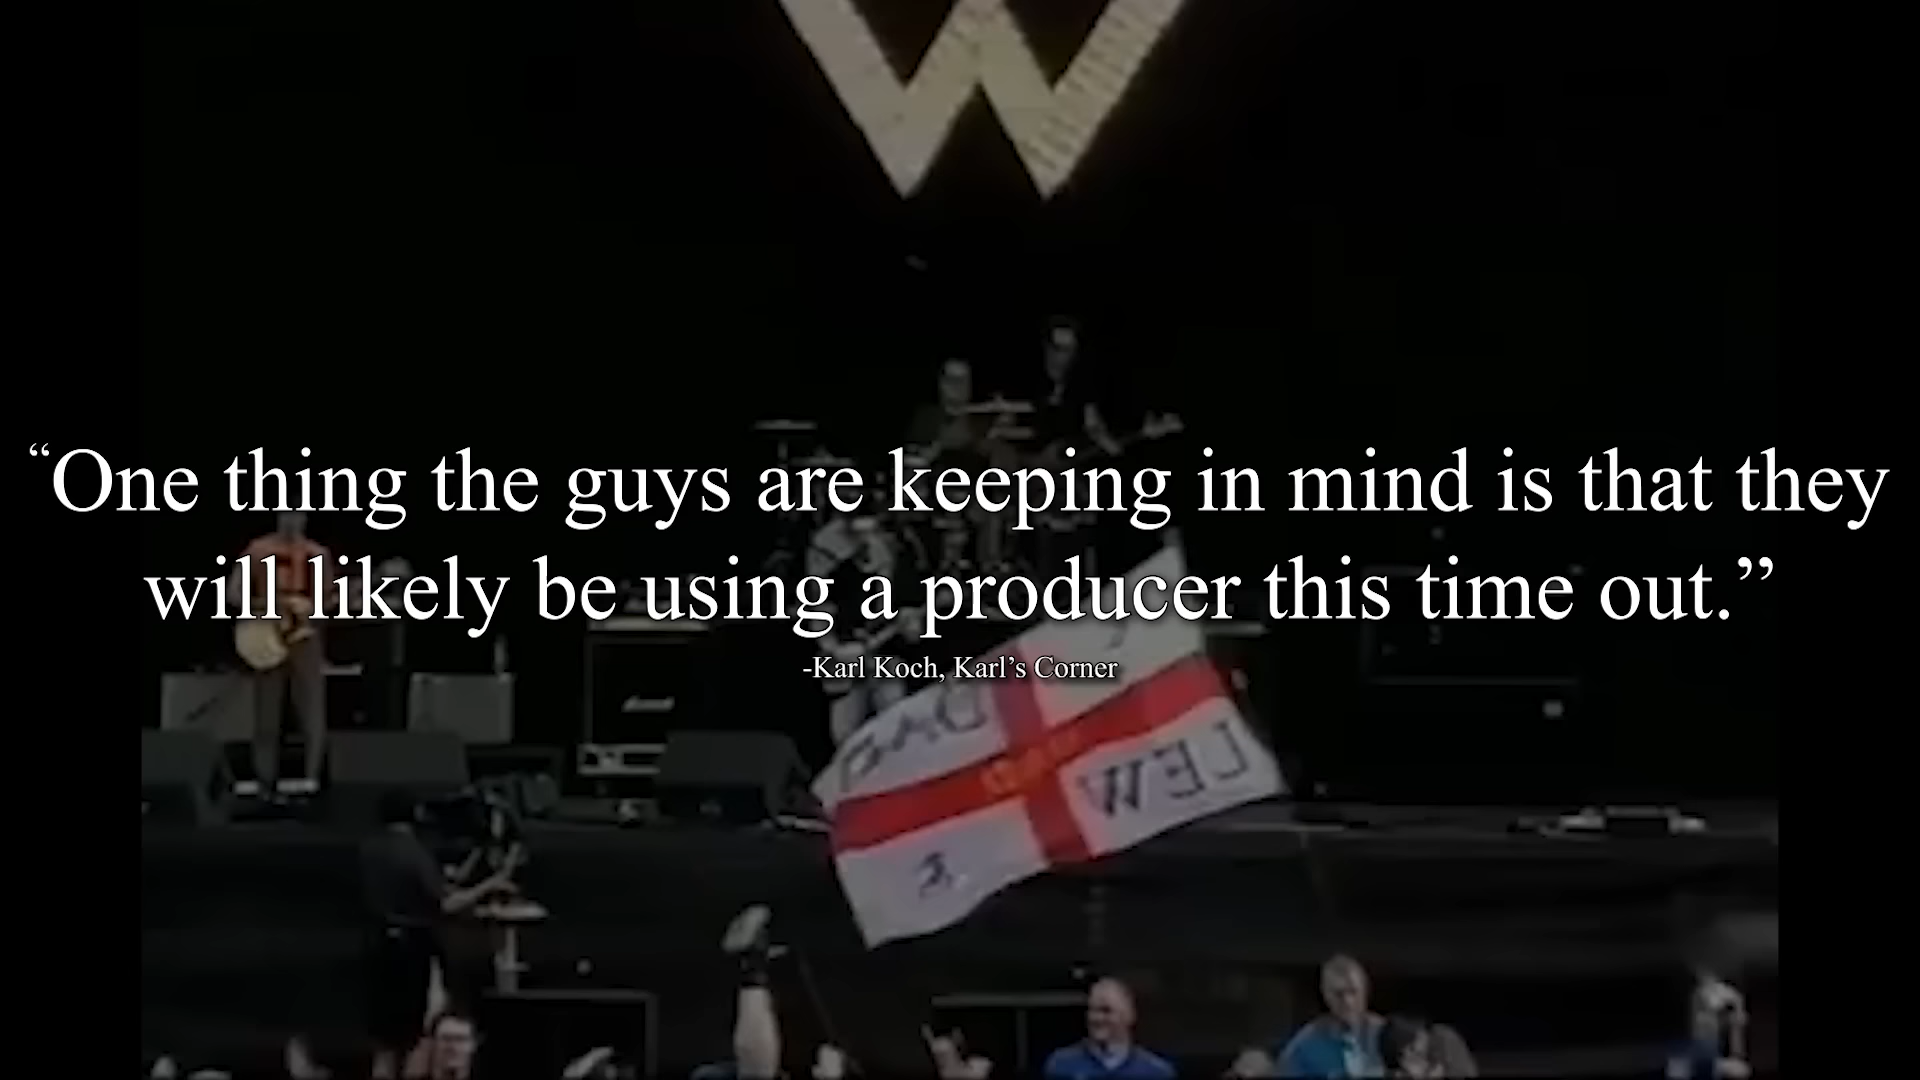 W
“One thing the guys are keeping in mind is that they
will likely be using a producer this time out.”
-Karl Koch, Karl’s Corner
Marshall